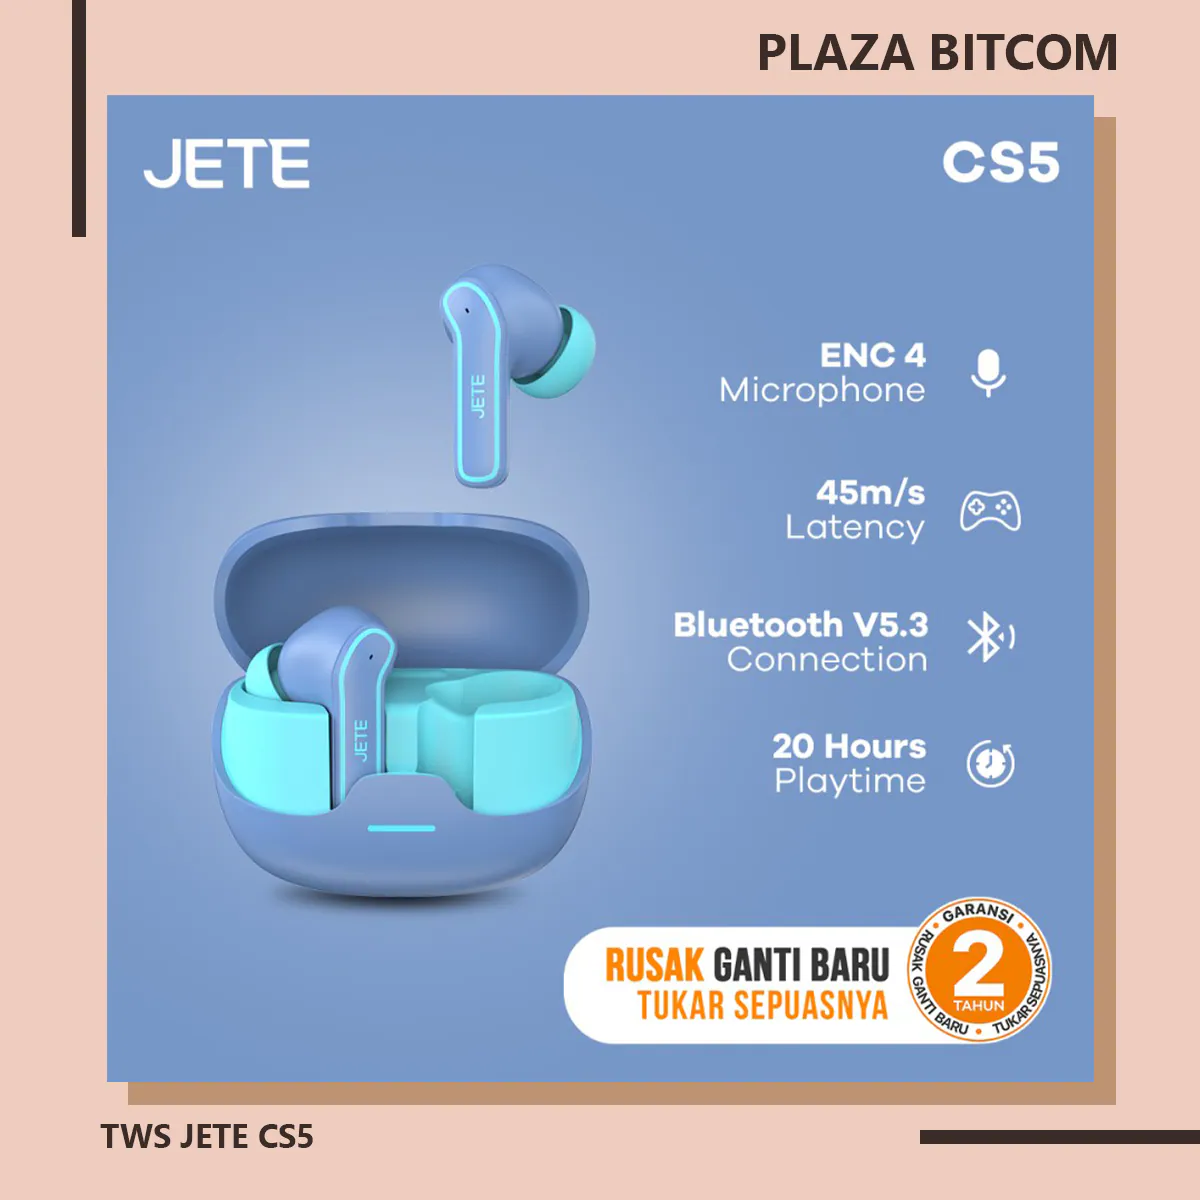 PLAZA BITCOM
JETE
CS5
JETE
ENC 4
Microphone
45m/s
Latency
Bluetooth V5.3
Connection
20 Hours
Playtime
JETE
RUSAK GANTI BARU
TUKAR SEPUASNYA
GARANSI
2
TAHUN
RUSAK GANTI BARU • TUKAR SEPUASNYA
TWS JETE CS5